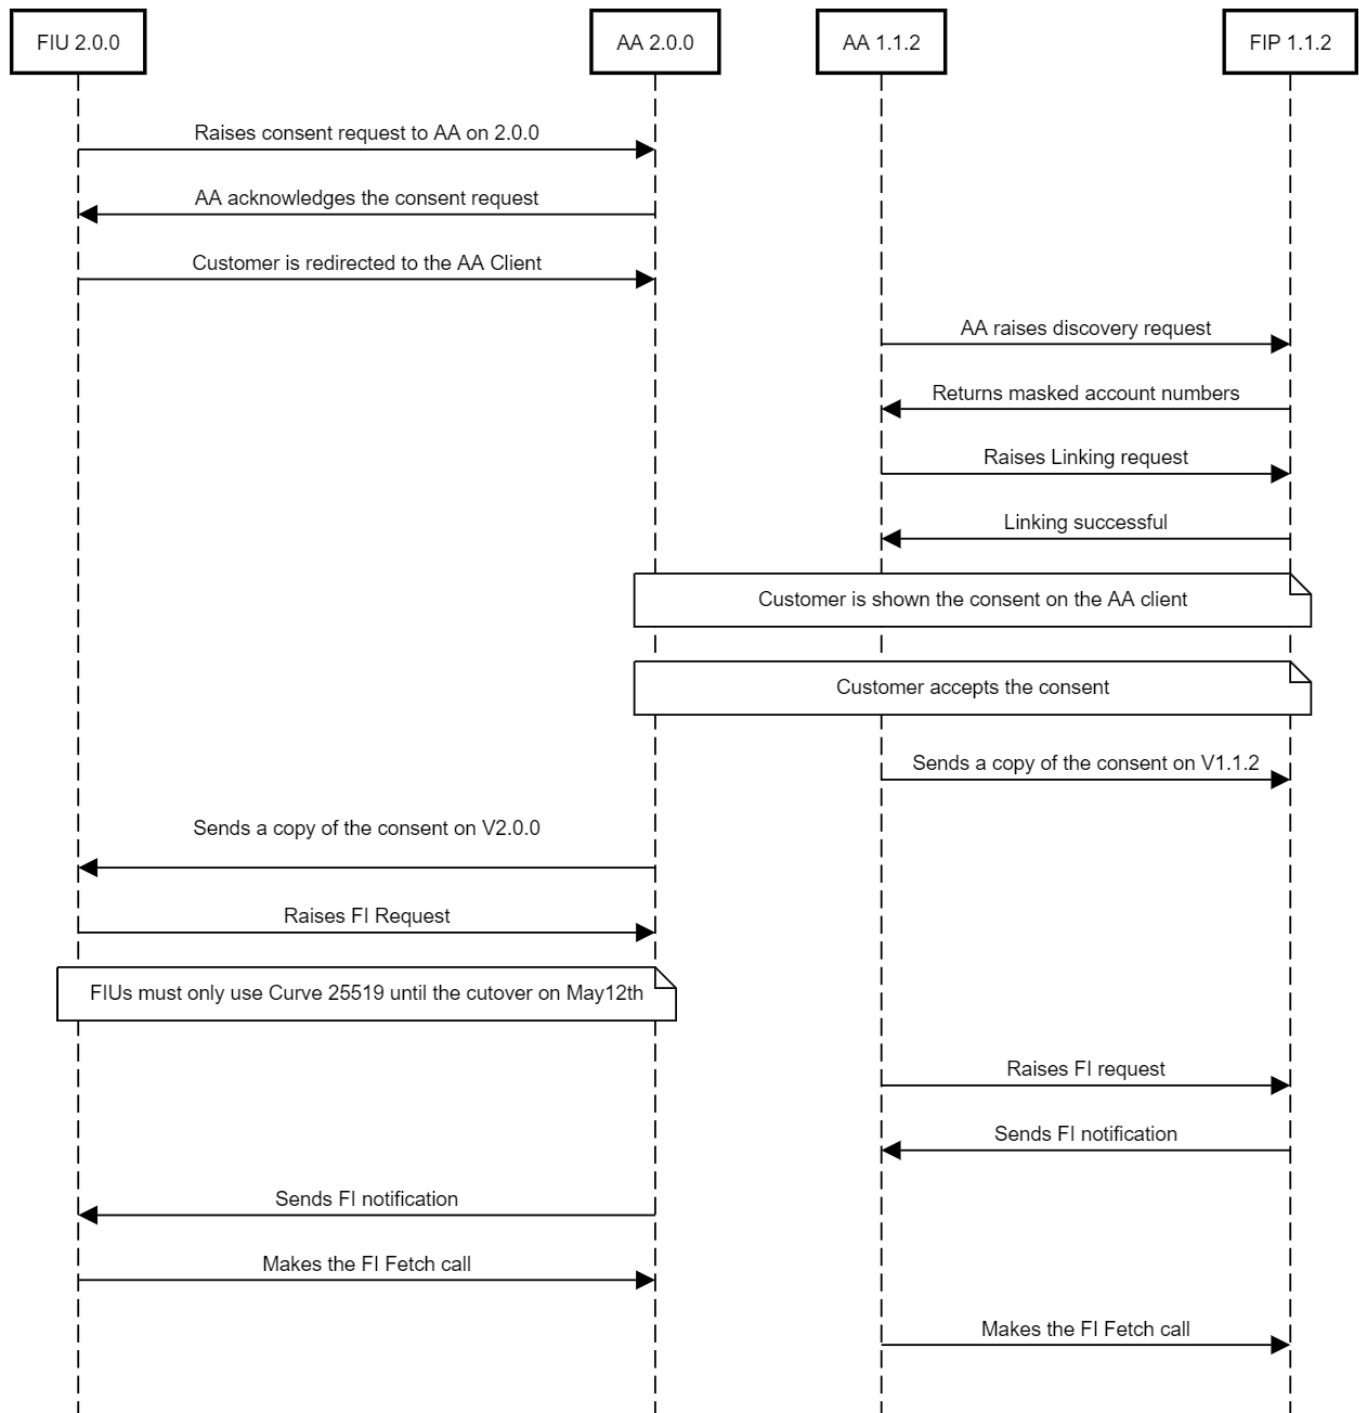 FIU 2.0.0
AA 2.0.0
AA 1.1.2
FIP 1.1.2
Raises consent request to AA on 2.0.0
AA acknowledges the consent request
Customer is redirected to the AA Client
AA raises discovery request
Returns masked account numbers
Raises Linking request
Linking successful
Customer is shown the consent on the AA client
Customer accepts the consent
Sends a copy of the consent on V1.1.2
Sends a copy of the consent on V2.0.0
Raises FI Request
FIUs must only use Curve 25519 until the cutover on May12th
Raises FI request
Sends FI notification
Sends FI notification
Makes the FI Fetch call
Makes the FI Fetch call